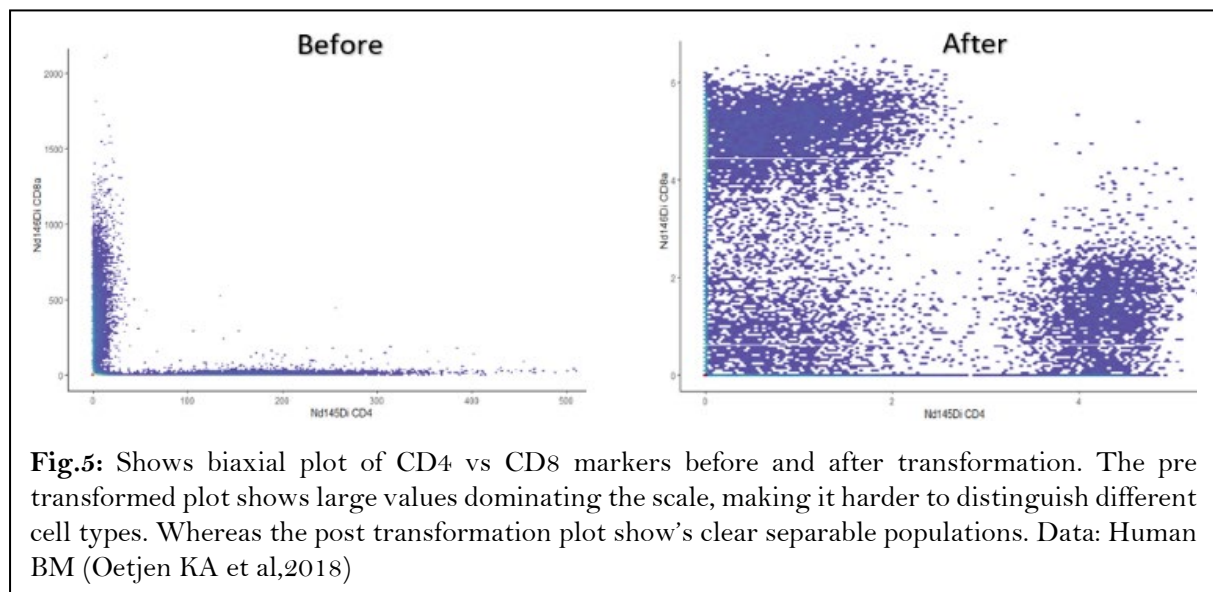 Before
After
2000
1500
1000
500
0
Nd146Di CD8a
0
100
200
300
400
500
Nd145Di CD4
6
4
2
0
Nd146Di CD8a
0
2
4
Nd145Di CD4
Fig.5: Shows biaxial plot of CD4 vs CD8 markers before and after transformation. The pre
transformed plot shows large values dominating the scale, making it harder to distinguish different
cell types. Whereas the post transformation plot show's clear separable populations. Data: Human
BM (Oetjen KA et al,2018)